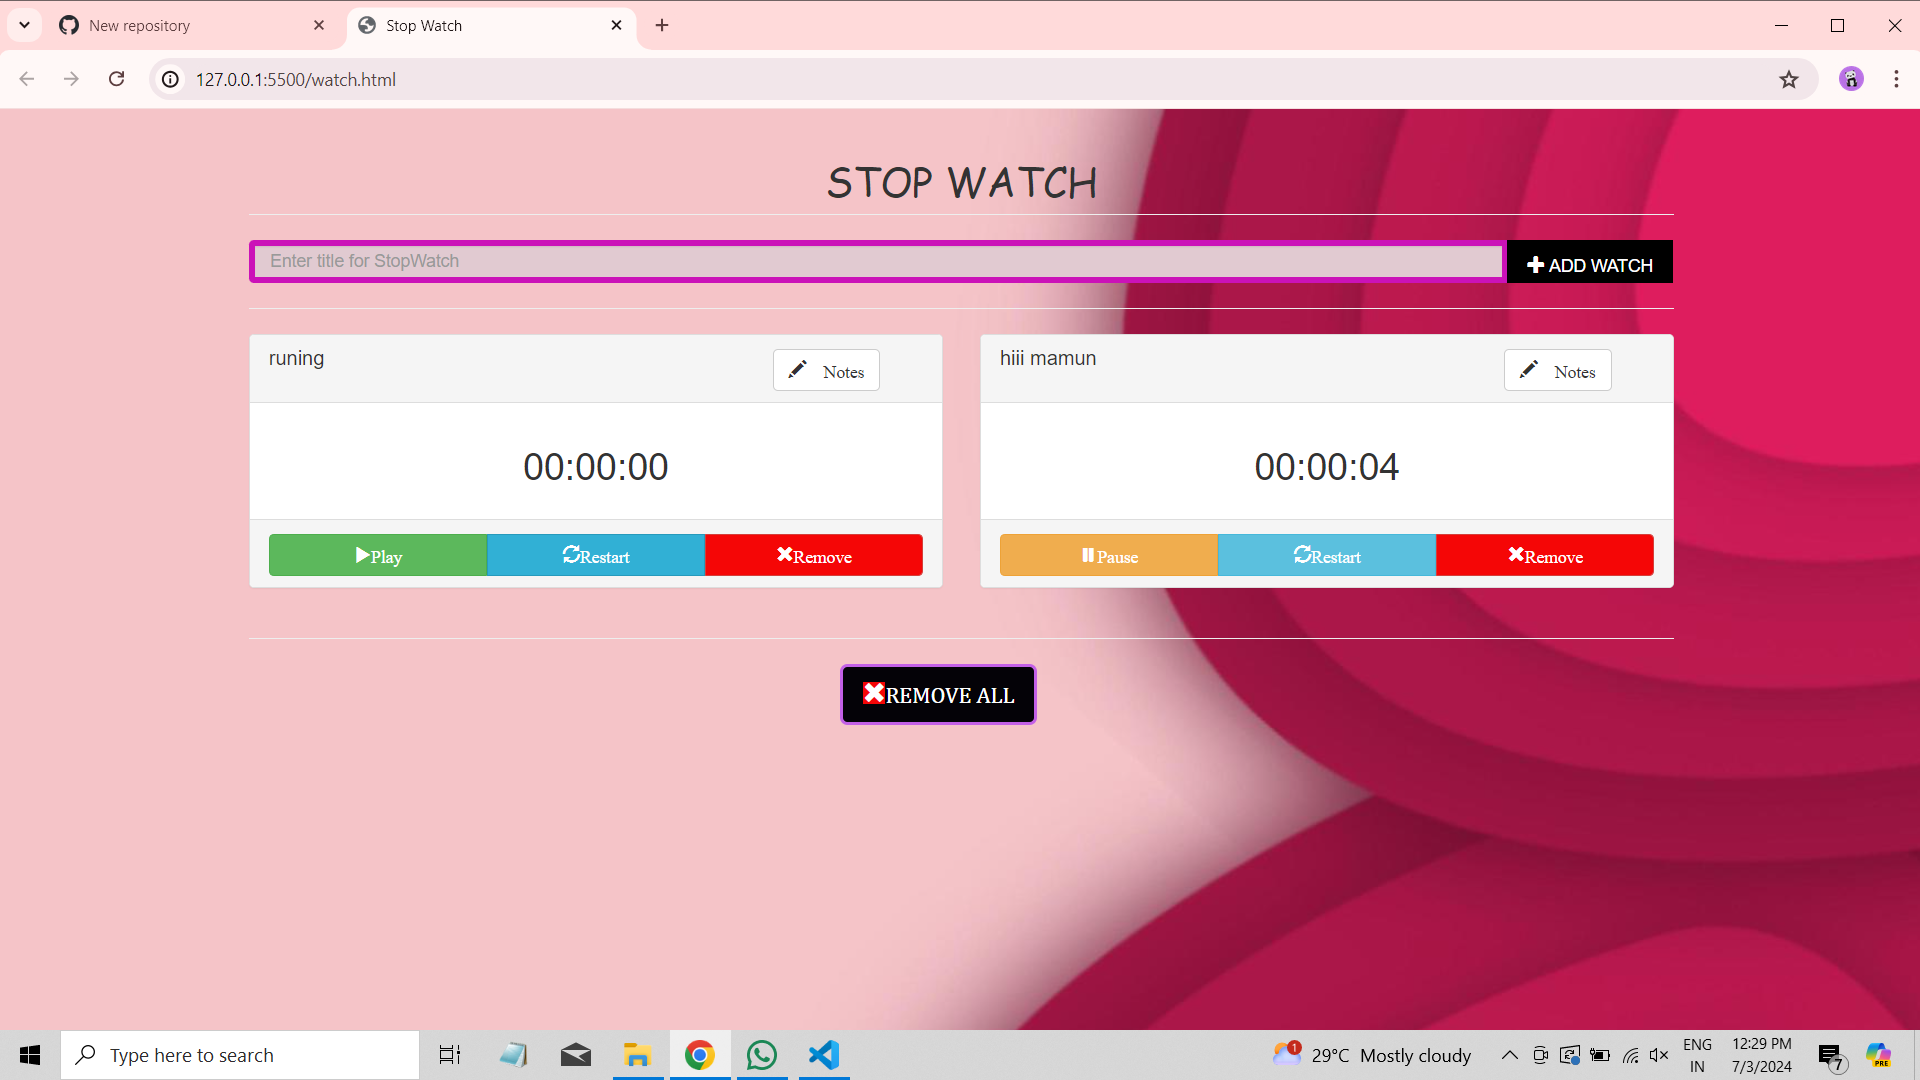 New repository
Stop Watch
127.0.0.1:5500/watch.html
STOP WATCH
Enter title for StopWatch
ADD WATCH
runing
Notes
hiii mamun
Notes
00:00:00
00:00:04
Play
Restart
Remove
Pause
Restart
Remove
REMOVE ALL
Type here to search
1
29°C Mostly cloudy
ENG
IN
12:29 PM
7/3/2024
7
PRE